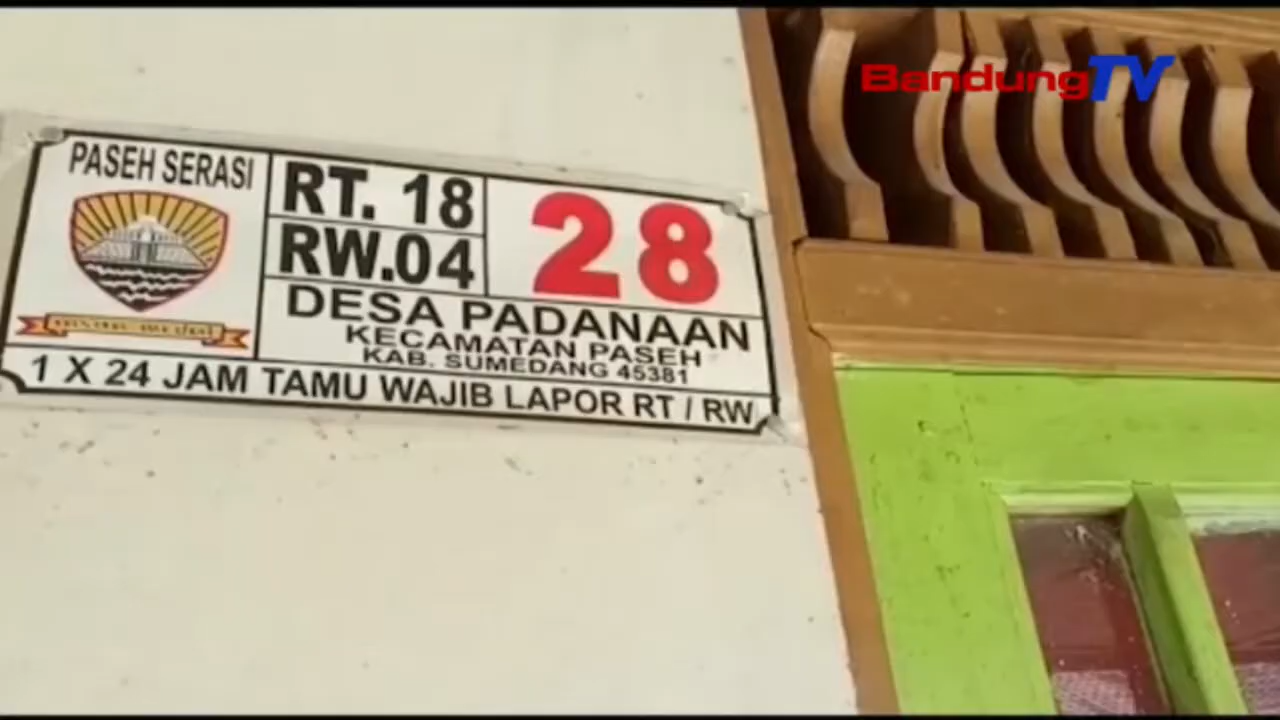 BandungTV
PASEH SERASI
RT. 18
RW.04
28
DESA PADANAAN
KECAMATAN PASEH
KAB. SUMEDANG 45381
1 X 24 JAM TAMU WAJIB LAPOR RT / RW